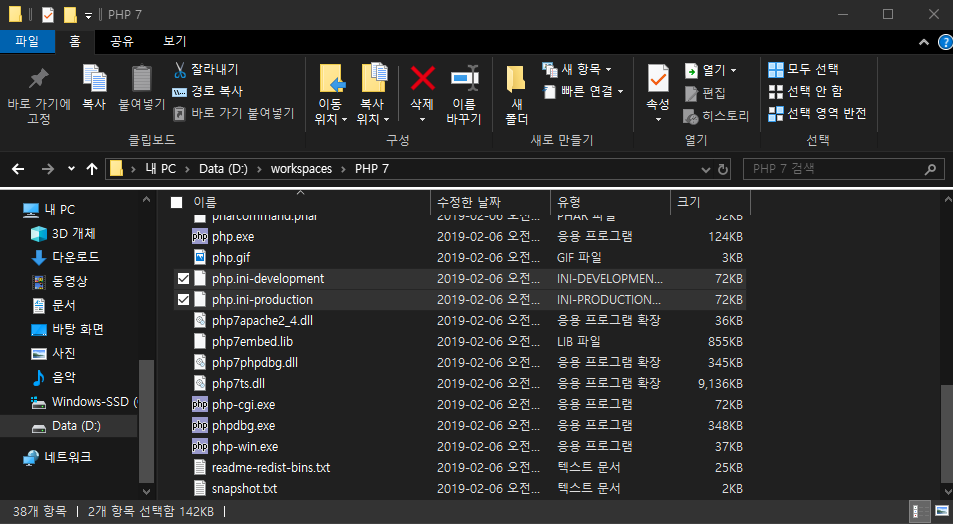 PHP 7
파일 홈 공유 보기
바로 가기에 고정
복사
붙여넣기
잘라내기
경로 복사
바로 가기 붙여넣기
클립보드
이동 위치
복사 위치
삭제
이름 바꾸기
구성
새 폴더
새 항목
빠른 연결
새로 만들기
속성
열기
편집
히스토리
열기
모두 선택
선택 안 함
선택 영역 반전
선택
내 PC > Data (D:) > workspaces > PHP 7
PHP 7 검색
내 PC
3D 개체
다운로드
동영상
문서
바탕 화면
사진
음악
Windows-SSD (
Data (D:)
네트워크
이름 수정한 날짜 유형 크기
pharcommand.phar 2019-02-06 오전... PHAR 파일 52KB
php.exe 2019-02-06 오전... 응용 프로그램 124KB
php.gif 2019-02-06 오전... GIF 파일 3KB
php.ini-development 2019-02-06 오전... INI-DEVELOPMEN... 72KB
php.ini-production 2019-02-06 오전... INI-PRODUCTION... 72KB
php7apache2_4.dll 2019-02-06 오전... 응용 프로그램 확장 36KB
php7embed.lib 2019-02-06 오전... LIB 파일 855KB
php7phpdbg.dll 2019-02-06 오전... 응용 프로그램 확장 345KB
php7ts.dll 2019-02-06 오전... 응용 프로그램 확장 9,136KB
php-cgi.exe 2019-02-06 오전... 응용 프로그램 72KB
phpdbg.exe 2019-02-06 오전... 응용 프로그램 348KB
php-win.exe 2019-02-06 오전... 응용 프로그램 37KB
readme-redist-bins.txt 2019-02-06 오전... 텍스트 문서 25KB
snapshot.txt 2019-02-06 오전... 텍스트 문서 2KB
38개 항목 2개 항목 선택함 142KB